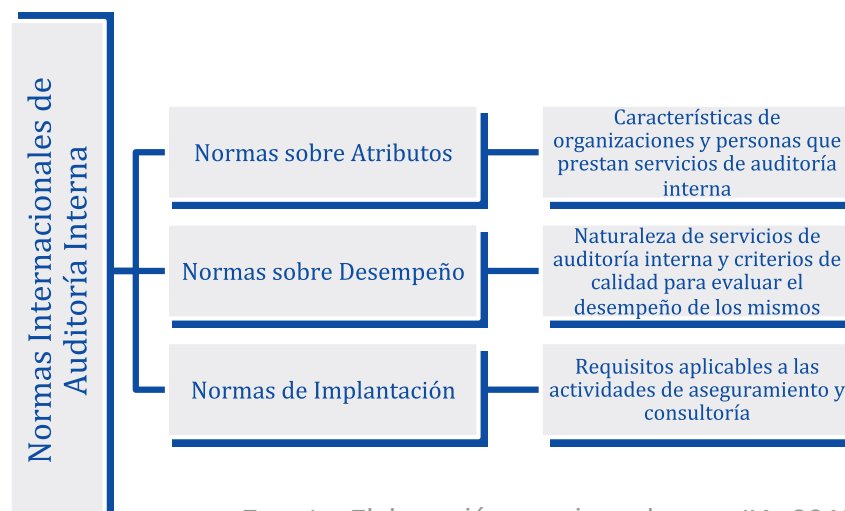 Normas Internacionales de
Auditoría Interna
Normas sobre Atributos
Características de
organizaciones y personas que
prestan servicios de auditoría
interna
Normas sobre Desempeño
Naturaleza de servicios de
auditoría interna y criterios de
calidad para evaluar el
desempeño de los mismos
Normas de Implantación
Requisitos aplicables a las
actividades de aseguramiento y
consultoría